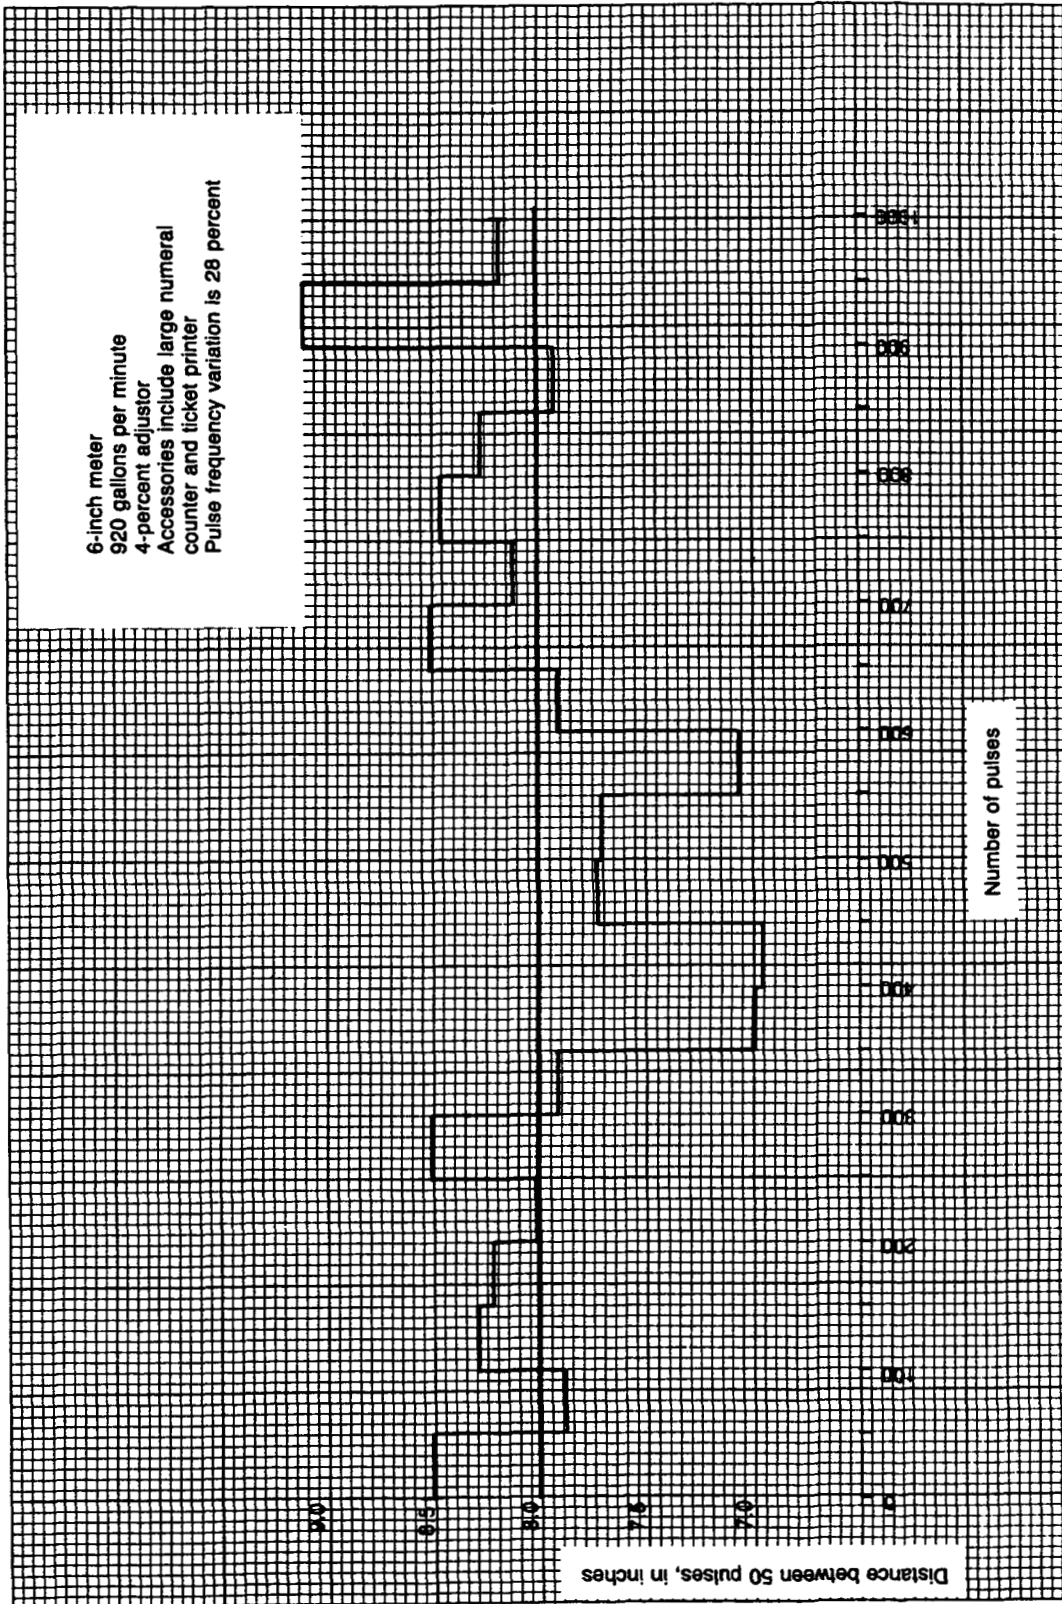 6-inch meter
920 gallons per minute
4-percent adjustor
Accessories include large numeral
counter and ticket printer
Pulse frequency variation is 28 percent
9.0
8.5
8.0
7.5
7.0
Distance between 50 pulses, in inches
0
100
200
300
400
500
600
700
800
900
1000
Number of pulses